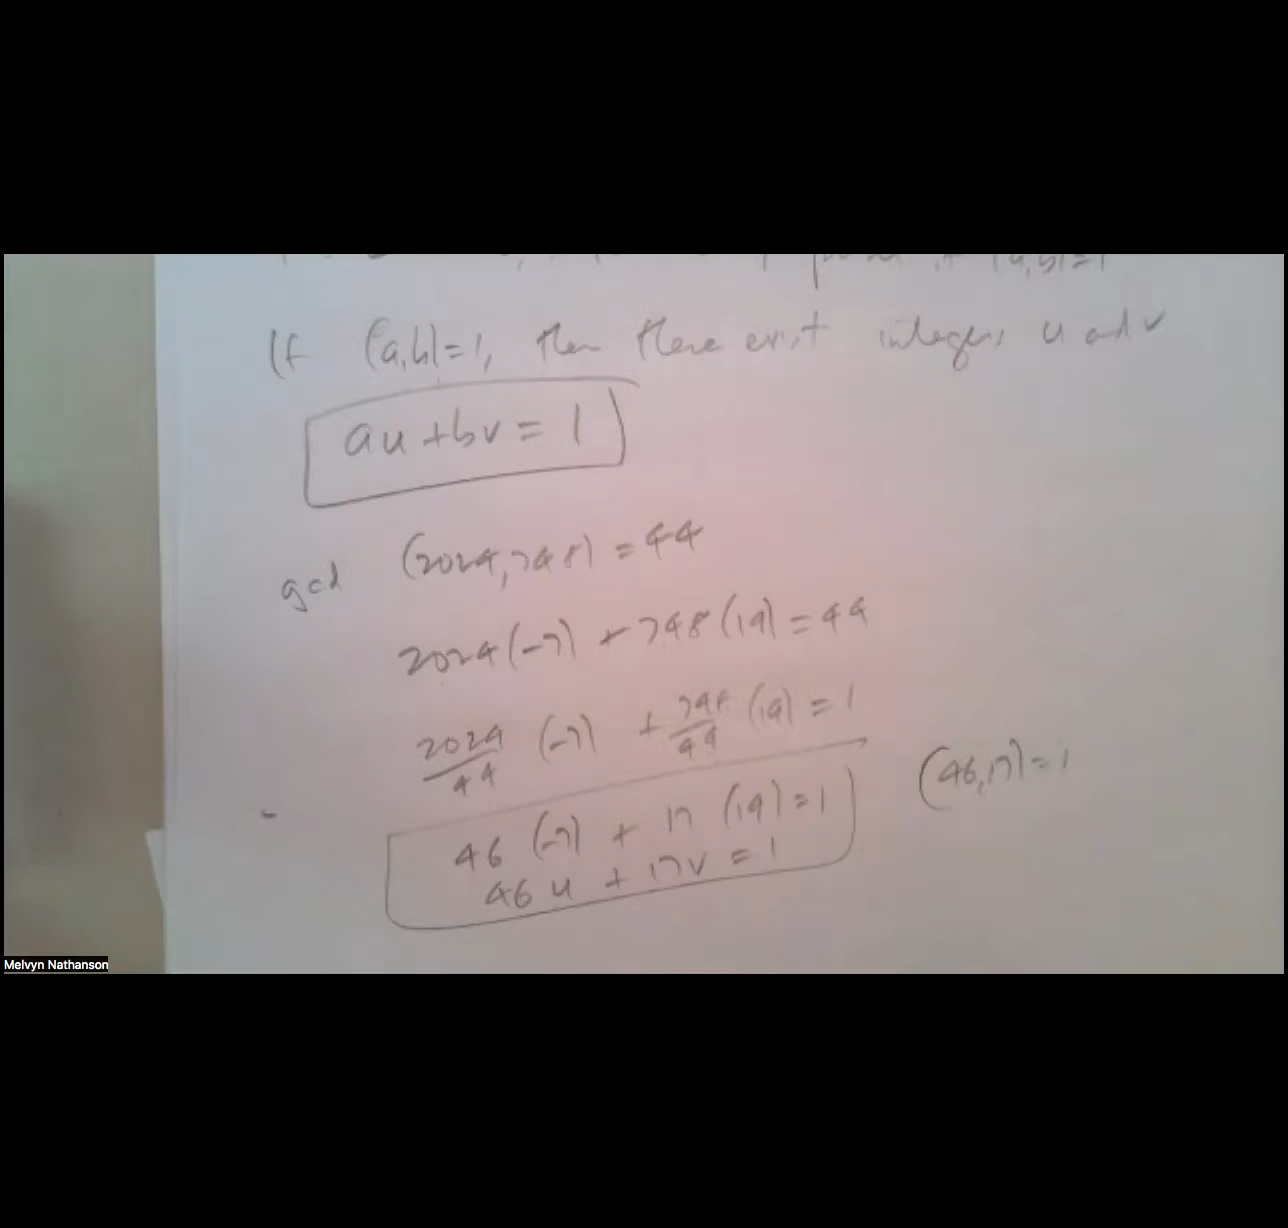 (a,b)=1
If (a,b)=1, then there exist integers u and v
au+bv=1
gcd (2024,748) = 44
2024(-7) + 748(19) = 44
2024/44 (-7) + 748/44 (19) = 1
46 (-7) + 17 (19) = 1 (46,17)=1
46 u + 17v = 1
Melvyn Nathanson